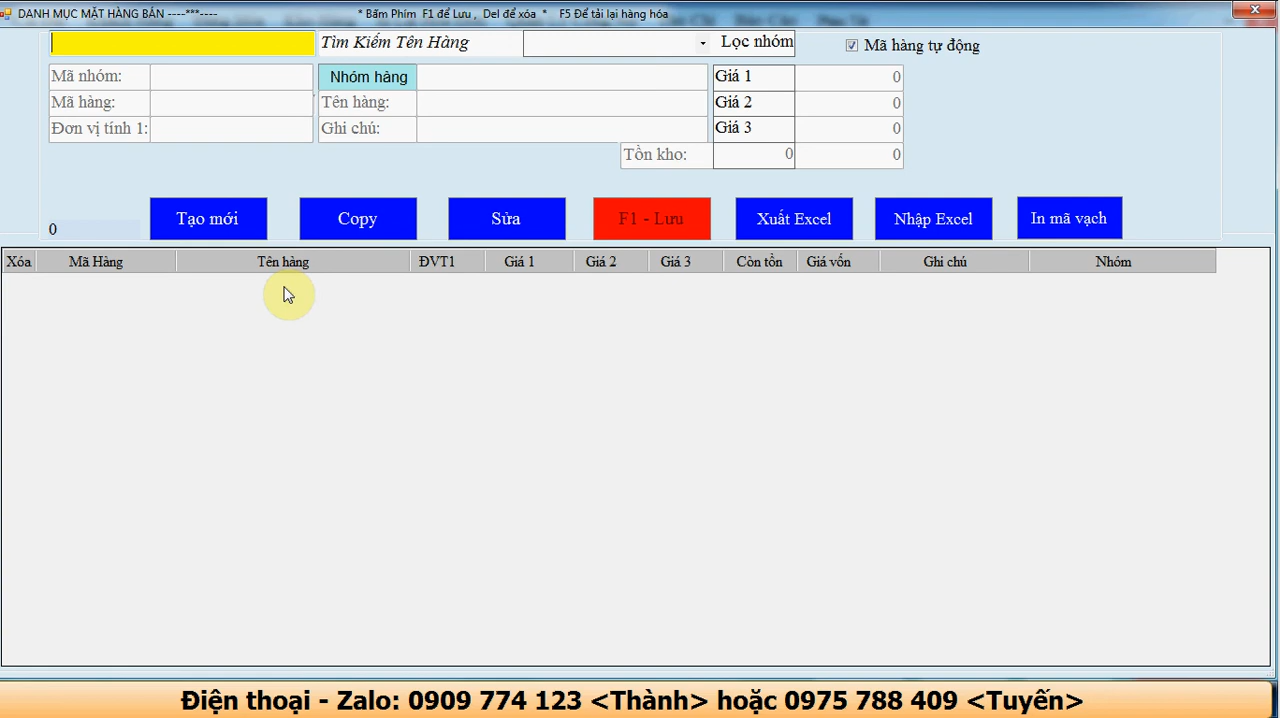 DANH MỤC MẶT HÀNG BÁN ----***---- * Bấm Phím F1 để Lưu , Del để xóa * F5 Để tải lại hàng hóa
Tìm Kiếm Tên Hàng Lọc nhóm Mã hàng tự động
Mã nhóm: Nhóm hàng Giá 1 0
Mã hàng: Tên hàng: Giá 2 0
Đơn vị tính 1: Ghi chú: Giá 3 0
Tồn kho: 0 0
0 Tạo mới Copy Sửa F1 - Lưu Xuất Excel Nhập Excel In mã vạch
Xóa Mã Hàng Tên hàng ĐVT1 Giá 1 Giá 2 Giá 3 Còn tồn Giá vốn Ghi chú Nhóm
Điện thoại - Zalo: 0909 774 123 <Thành> hoặc 0975 788 409 <Tuyến>